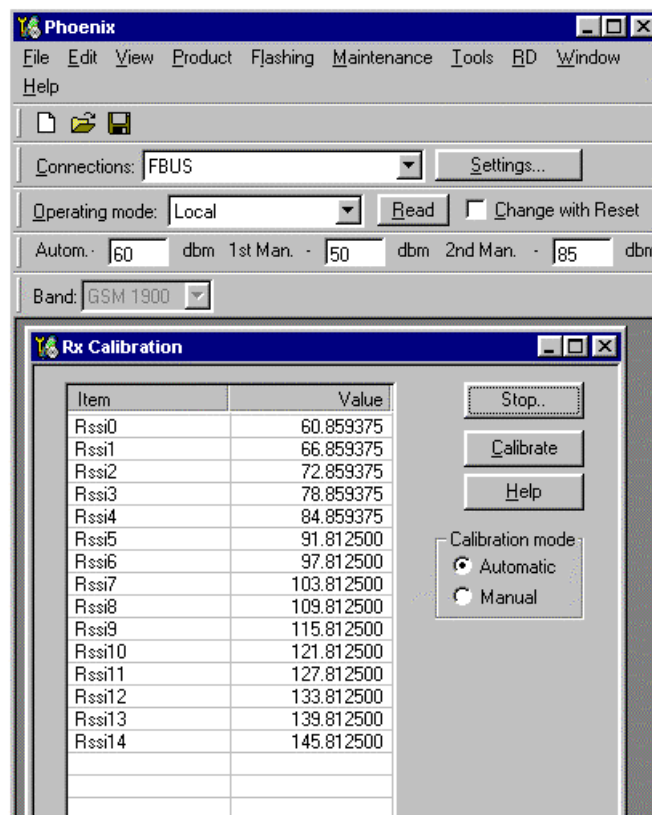 Phoenix
File Edit View Product Flashing Maintenance Tools RD Window
Help
Connections: FBUS Settings...
Operating mode: Local Read Change with Reset
Autom.- 60 dbm 1st Man. - 50 dbm 2nd Man. - 85 dbm
Band: GSM 1900
Rx Calibration
Item Value
Rssi0 60.859375
Rssi1 66.859375
Rssi2 72.859375
Rssi3 78.859375
Rssi4 84.859375
Rssi5 91.812500
Rssi6 97.812500
Rssi7 103.812500
Rssi8 109.812500
Rssi9 115.812500
Rssi10 121.812500
Rssi11 127.812500
Rssi12 133.812500
Rssi13 139.812500
Rssi14 145.812500
Stop..
Calibrate
Help
Calibration mode
Automatic
Manual